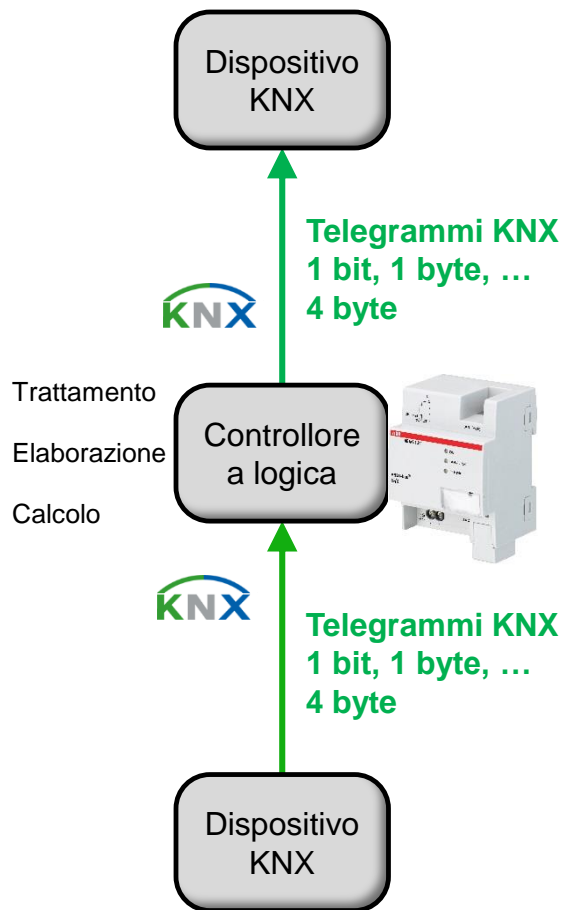 Dispositivo
KNX
Telegrammi KNX
1 bit, 1 byte, …
4 byte
KNX
Trattamento
Elaborazione
Calcolo
Controllore
a logica
KNX
Telegrammi KNX
1 bit, 1 byte, …
4 byte
Dispositivo
KNX